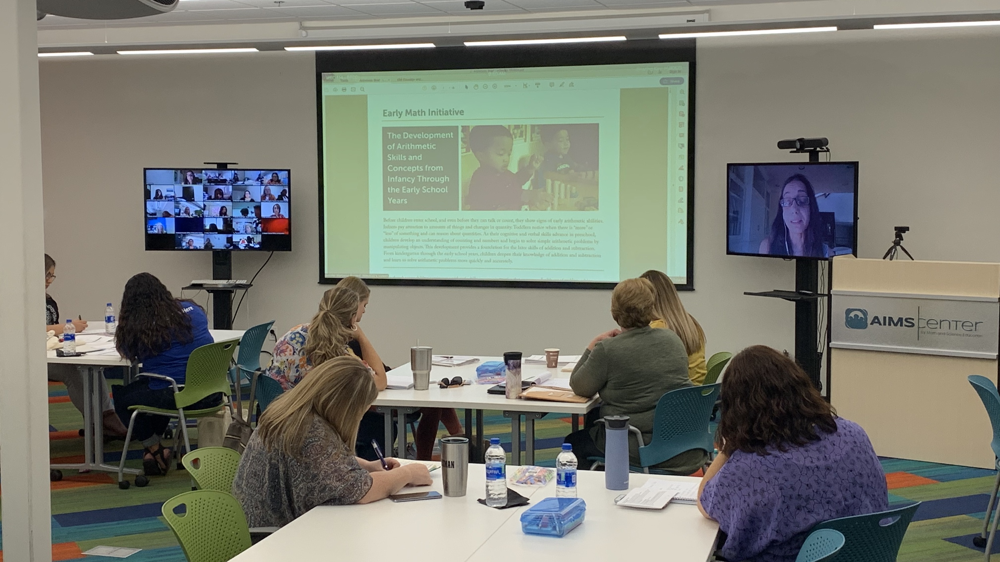 Early Math Initiative
The Development
of Arithmetic
Skills and
Concepts from
Infancy Through
the Early School
Years
Before children enter school, and even before they can talk or count, they show signs of early arithmetic abilities.
Infants pay attention to amounts of things and changes in quantity. Toddlers notice when there is "more" or
"less" of something and can reason about quantities. As their cognitive and verbal skills advance in preschool,
children develop an understanding of counting and numbers and begin to solve simple arithmetic problems by
manipulating objects. This development provides a foundation for the later skills of addition and subtraction.
From kindergarten through the early school years, children deepen their knowledge of addition and subtraction
and learn to solve arithmetic problems more quickly and accurately.
Here
AIMS center
for Math and Science Education